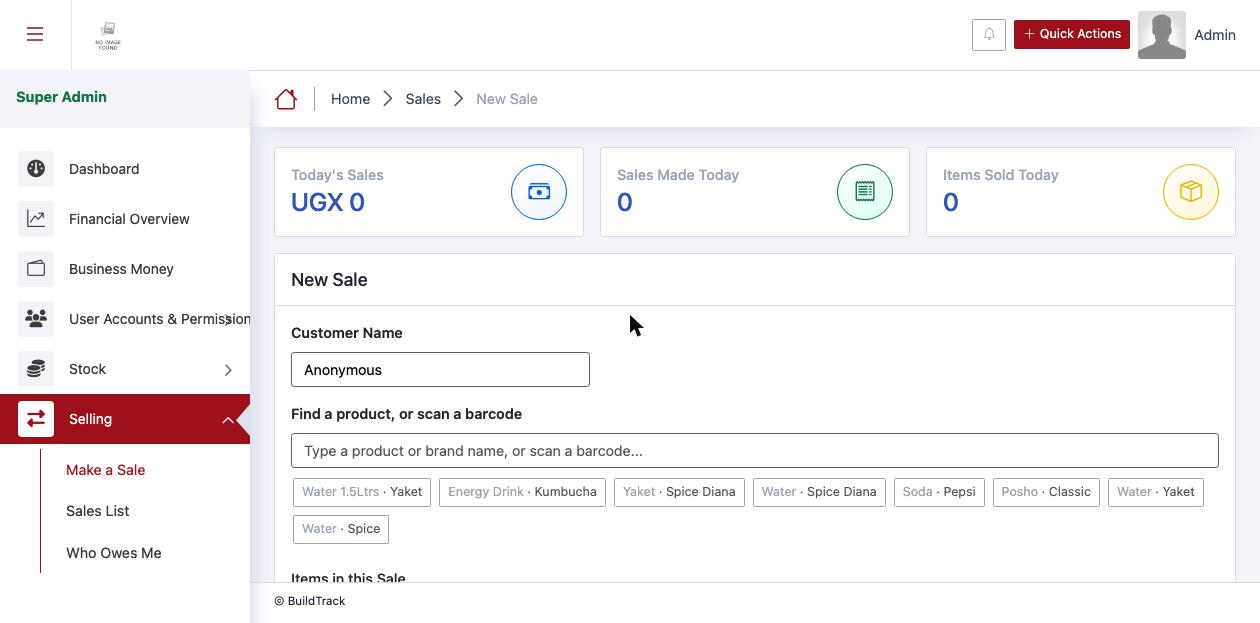 NO IMAGE
FOUND
+ Quick Actions
Admin
Super Admin
Home
Sales
New Sale
Dashboard
Financial Overview
Business Money
User Accounts & Permission
Stock
Selling
Make a Sale
Sales List
Who Owes Me
Today's Sales
UGX 0
Sales Made Today
0
Items Sold Today
0
New Sale
Customer Name
Anonymous
Find a product, or scan a barcode
Type a product or brand name, or scan a barcode...
Water 1.5Ltrs · Yaket
Energy Drink · Kumbucha
Yaket · Spice Diana
Water · Spice Diana
Soda · Pepsi
Posho · Classic
Water · Yaket
Water · Spice
Items in this Sale
© BuildTrack